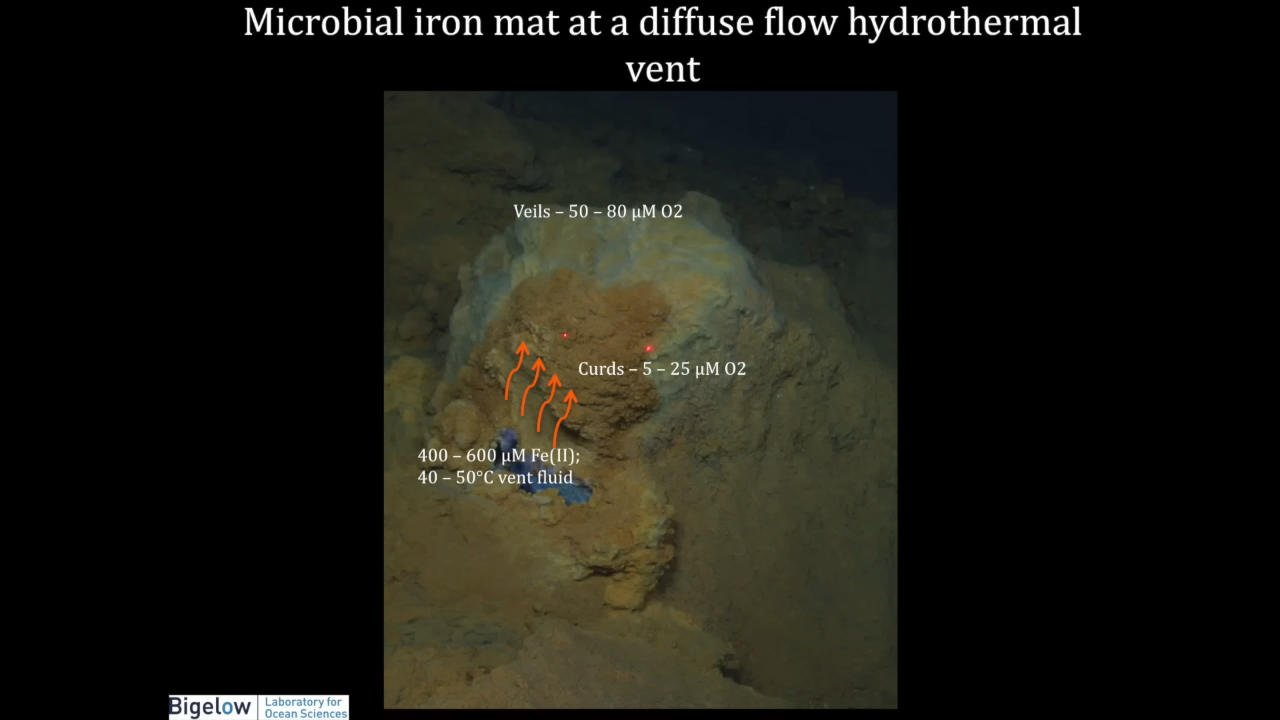 Microbial iron mat at a diffuse flow hydrothermal
vent
Veils – 50 – 80 μM O2
Curds – 5 – 25 μM O2
400 – 600 μM Fe(II);
40 – 50°C vent fluid
Bigelow
Laboratory for
Ocean Sciences